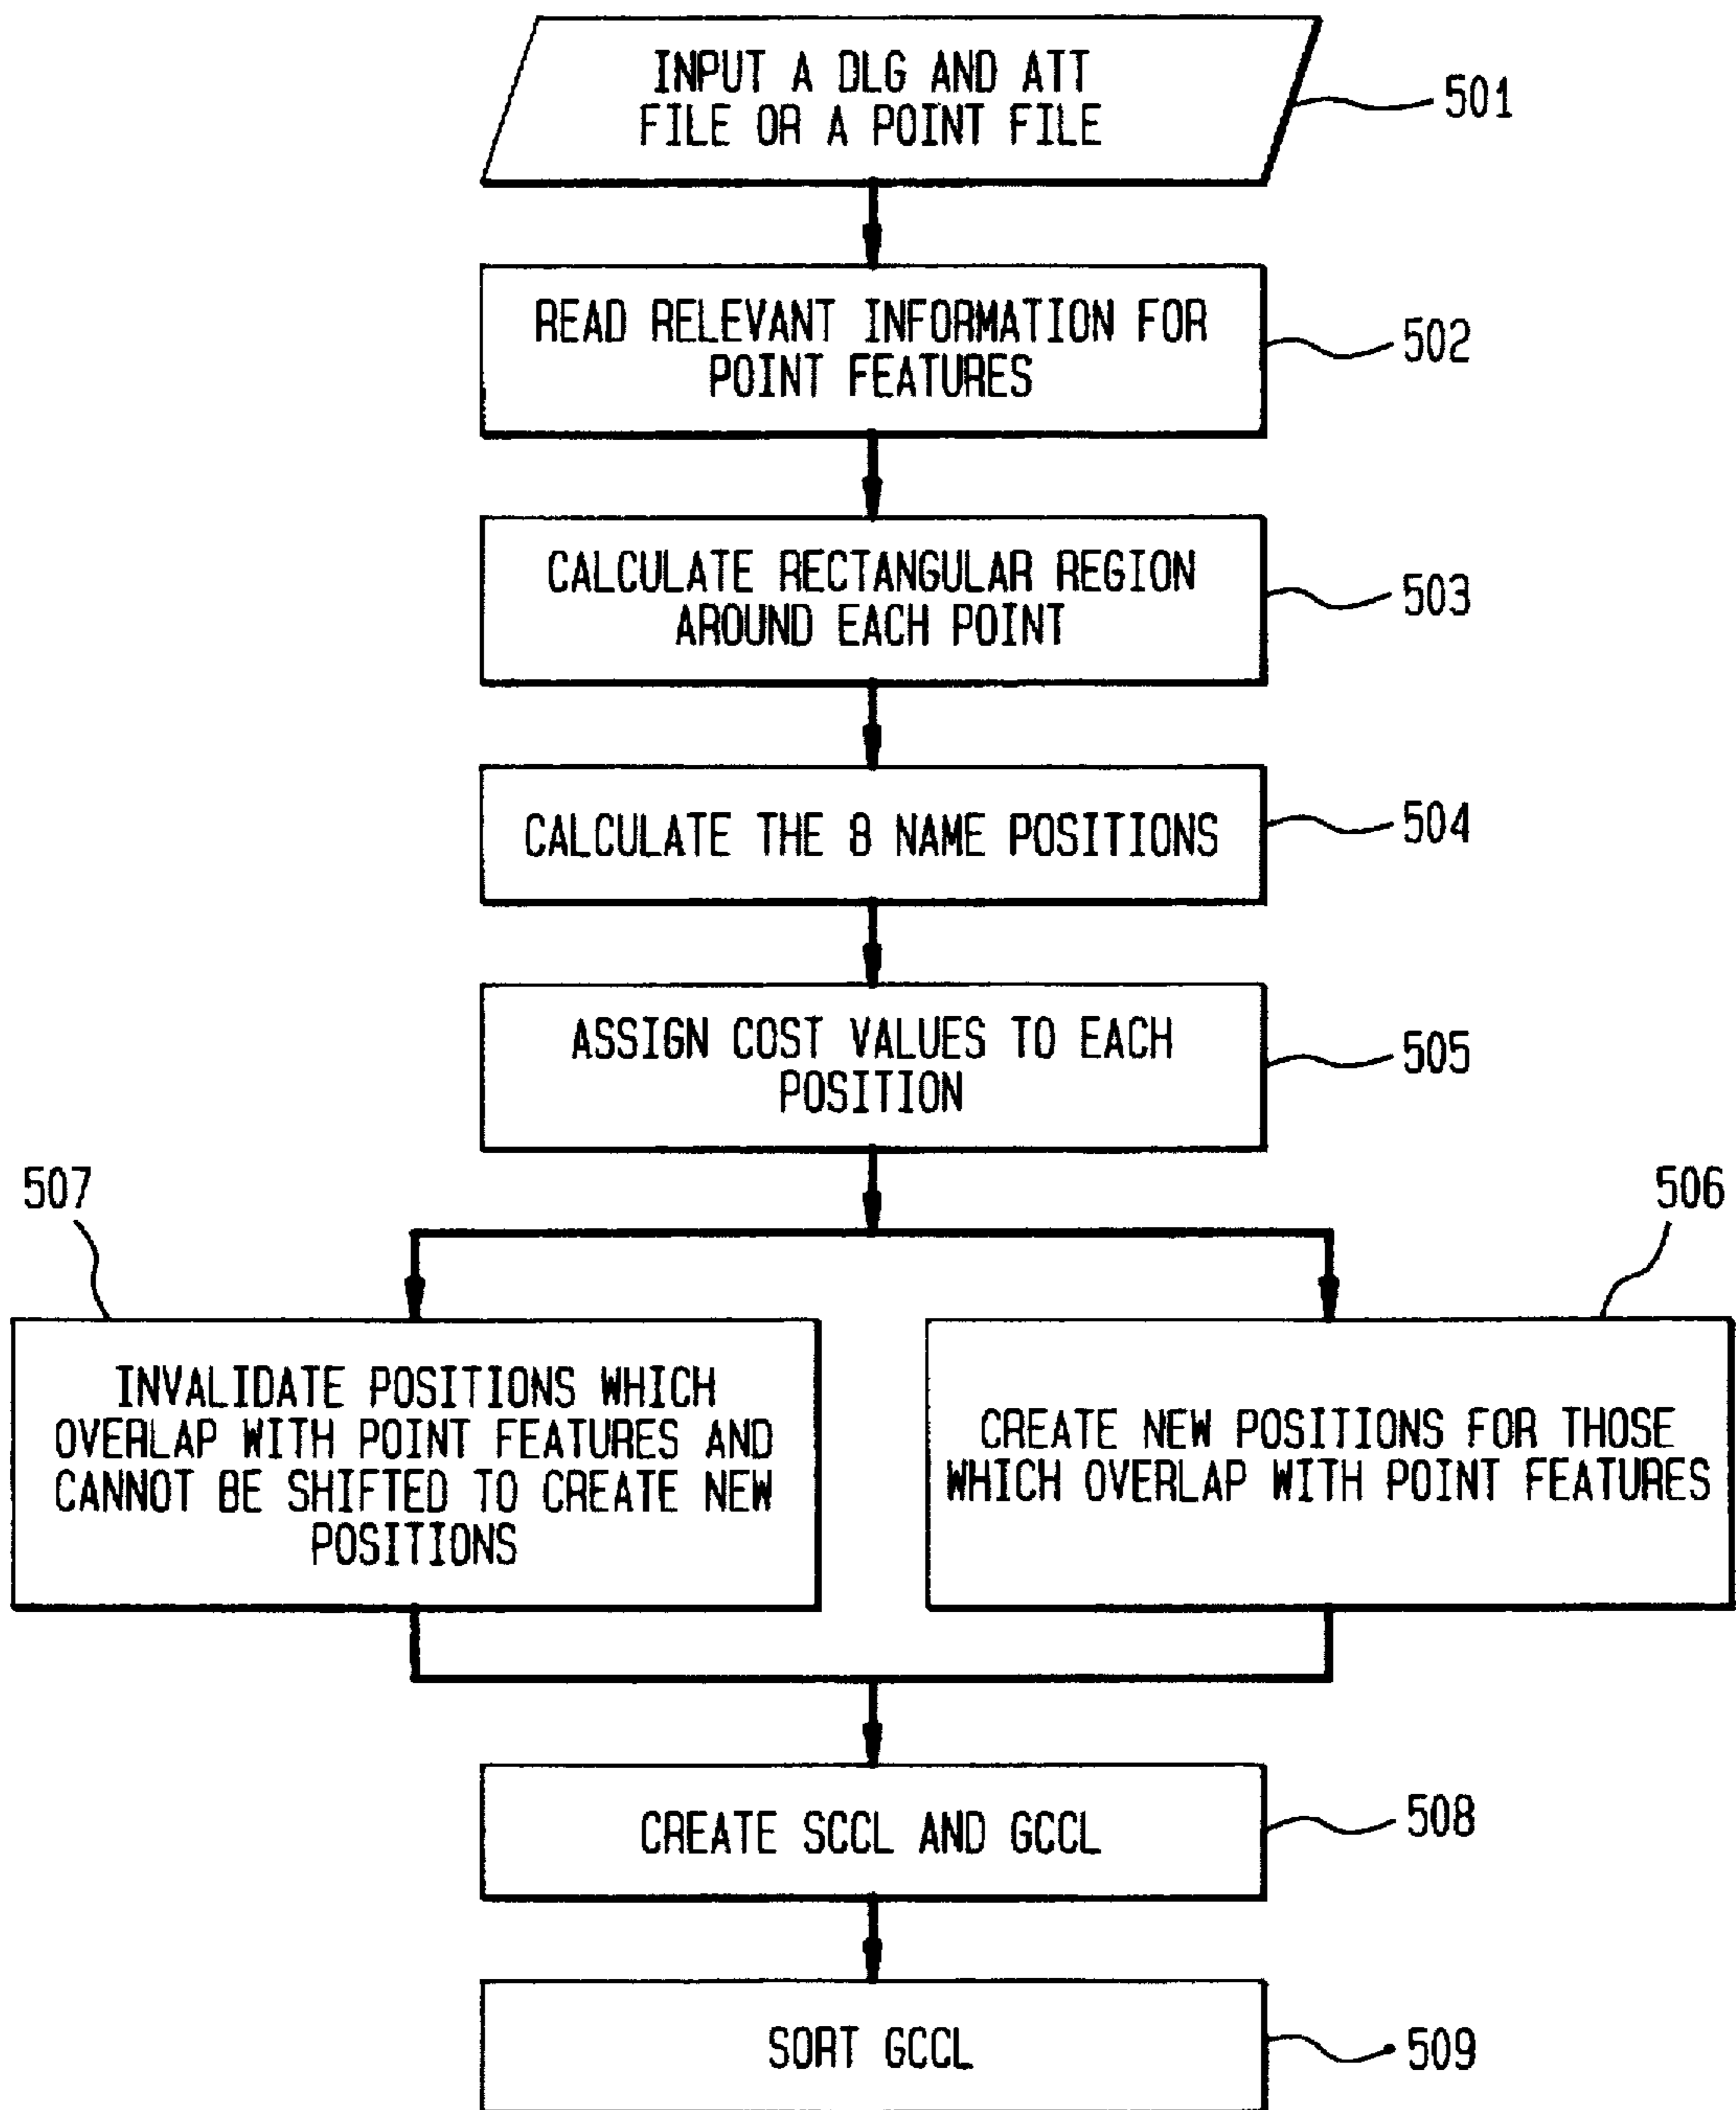 INPUT A DLG AND ATT
FILE OR A POINT FILE
501
READ RELEVANT INFORMATION FOR
POINT FEATURES
502
CALCULATE RECTANGULAR REGION
AROUND EACH POINT
503
CALCULATE THE 8 NAME POSITIONS
504
ASSIGN COST VALUES TO EACH
POSITION
505
507
506
INVALIDATE POSITIONS WHICH
OVERLAP WITH POINT FEATURES AND
CANNOT BE SHIFTED TO CREATE NEW
POSITIONS
CREATE NEW POSITIONS FOR THOSE
WHICH OVERLAP WITH POINT FEATURES
CREATE SCCL AND GCCL
508
SORT GCCL
509